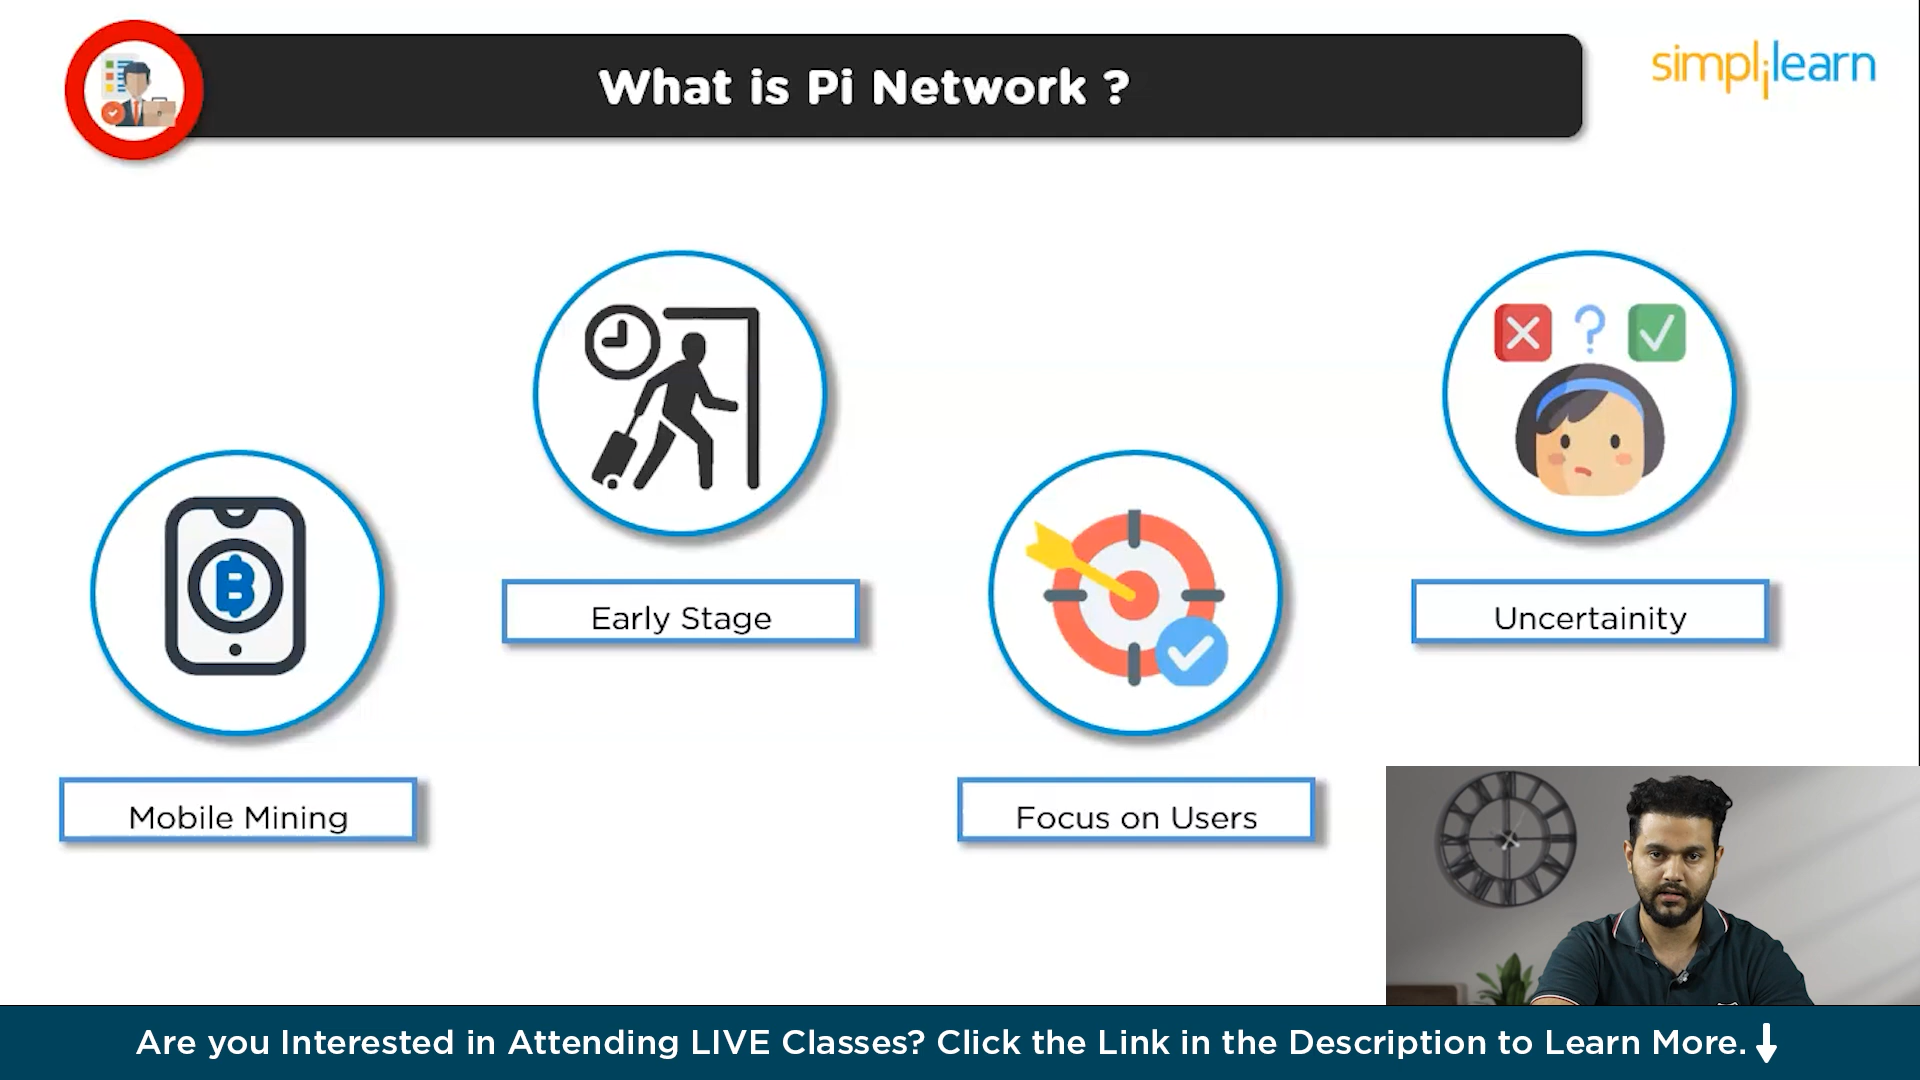 What is Pi Network ?
simplilearn
Early Stage
Uncertainity
Mobile Mining
Focus on Users
Are you Interested in Attending LIVE Classes? Click the Link in the Description to Learn More.